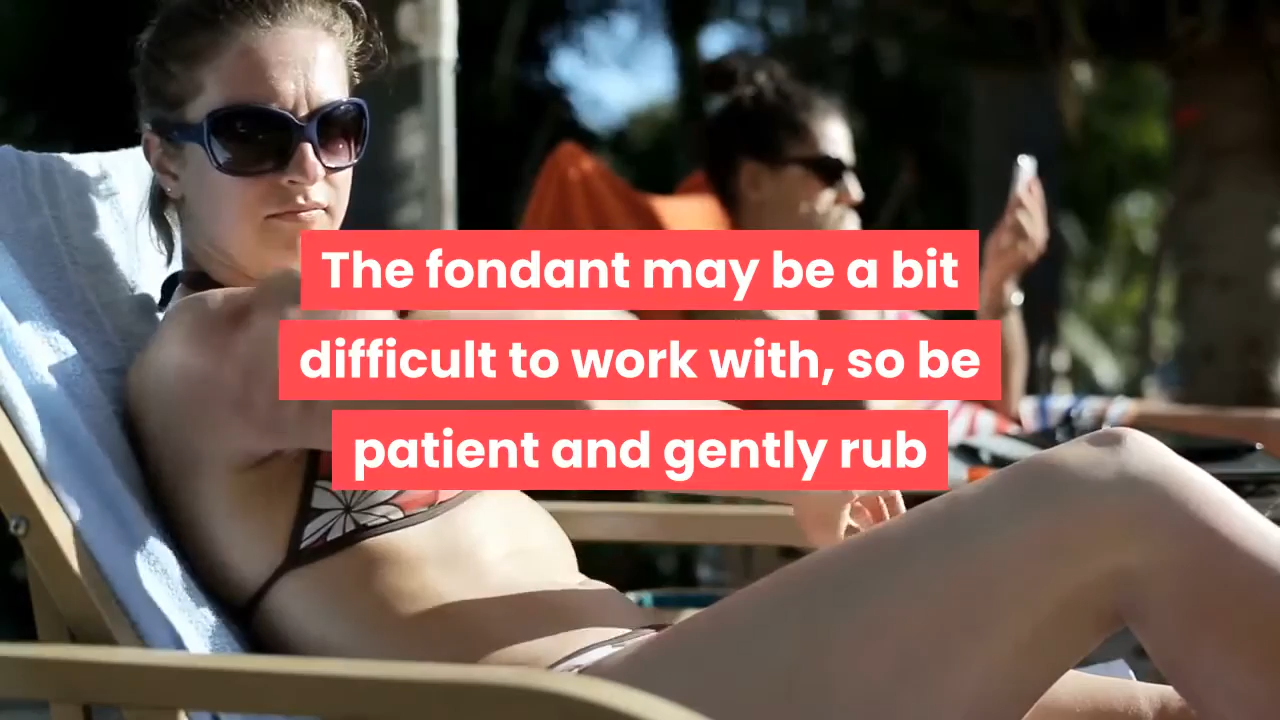 The fondant may be a bit
difficult to work with, so be
patient and gently rub